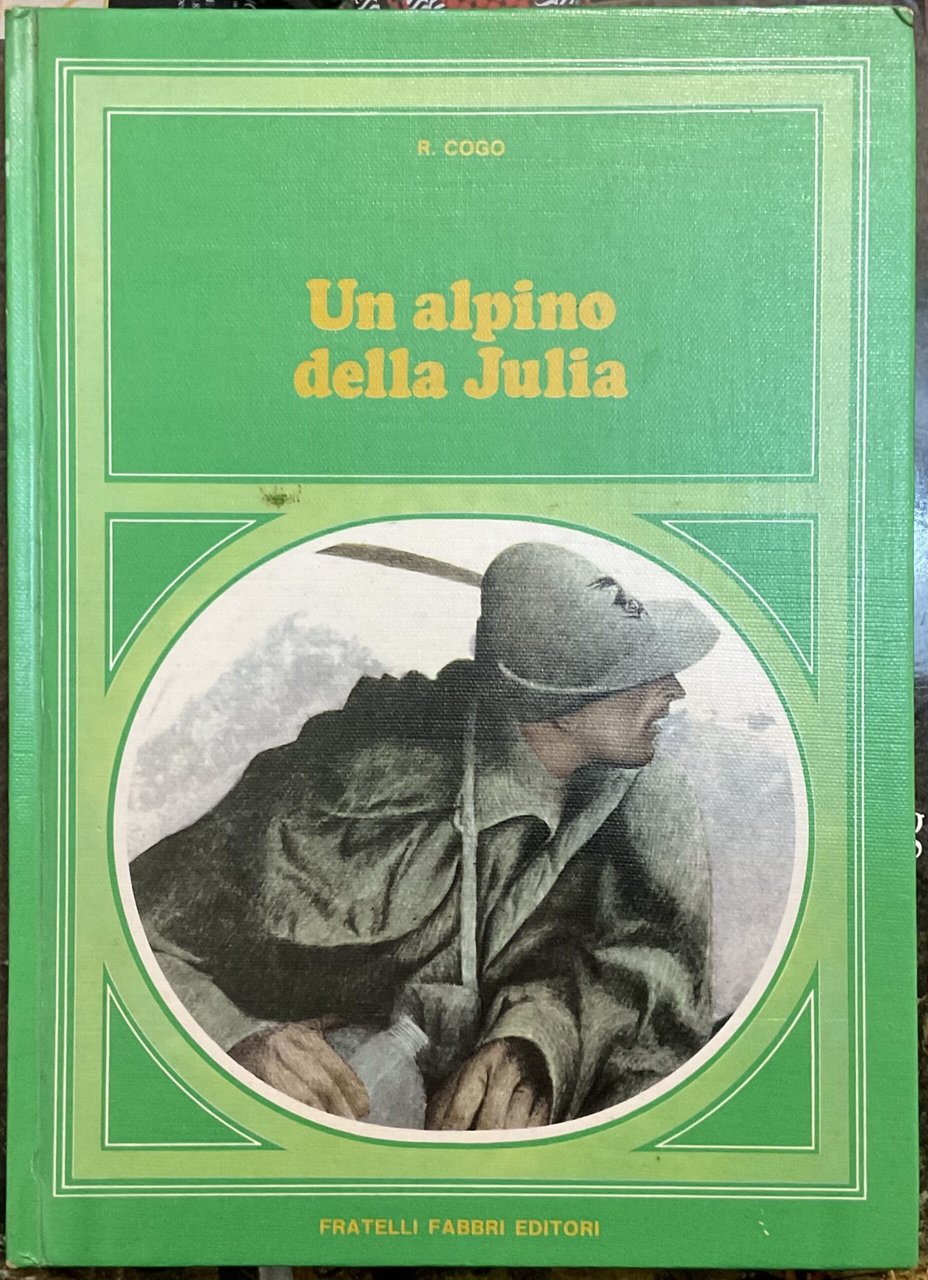 R. COGO
Un alpino
della Julia
FRATELLI FABBRI EDITORI